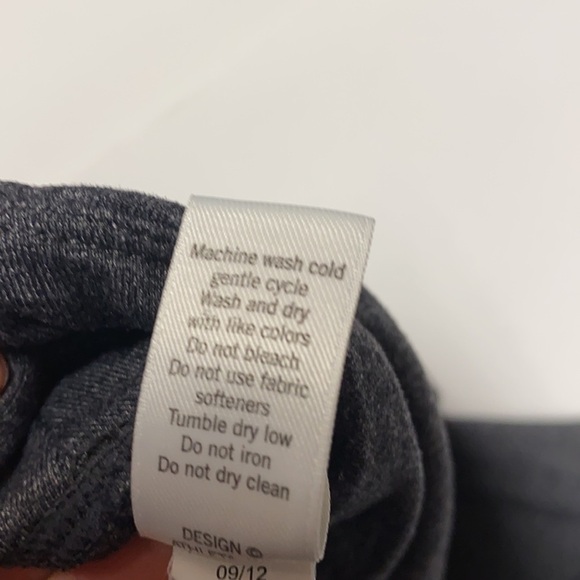 Machine wash cold
gentle cycle
Wash and dry
with like colors
Do not bleach
Do not use fabric
softeners
Tumble dry low
Do not iron
Do not dry clean
DESIGN ©
09/12